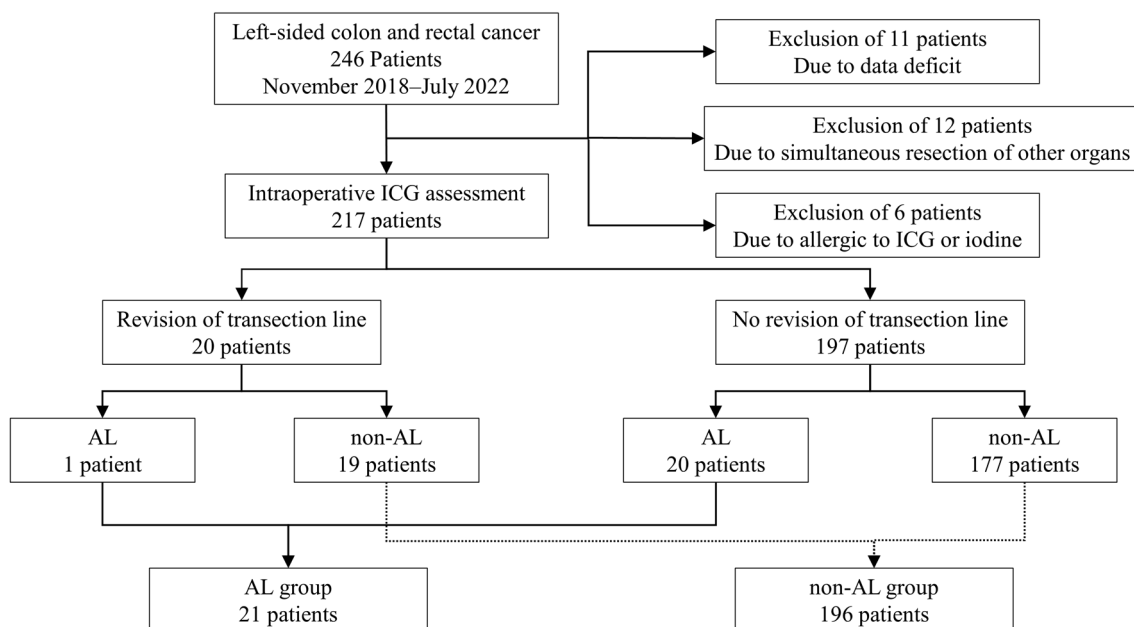 Left-sided colon and rectal cancer
246 Patients
November 2018–July 2022
Exclusion of 11 patients
Due to data deficit
Exclusion of 12 patients
Due to simultaneous resection of other organs
Intraoperative ICG assessment
217 patients
Exclusion of 6 patients
Due to allergic to ICG or iodine
Revision of transection line
20 patients
No revision of transection line
197 patients
AL
1 patient
non-AL
19 patients
AL
20 patients
non-AL
177 patients
AL group
21 patients
non-AL group
196 patients